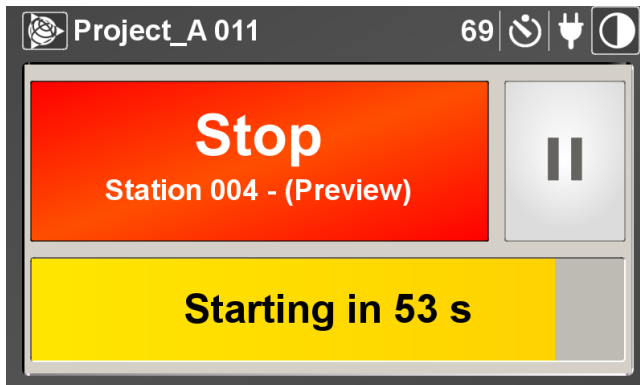 Project_A 011 69
Stop
Station 004 - (Preview)
Starting in 53 s